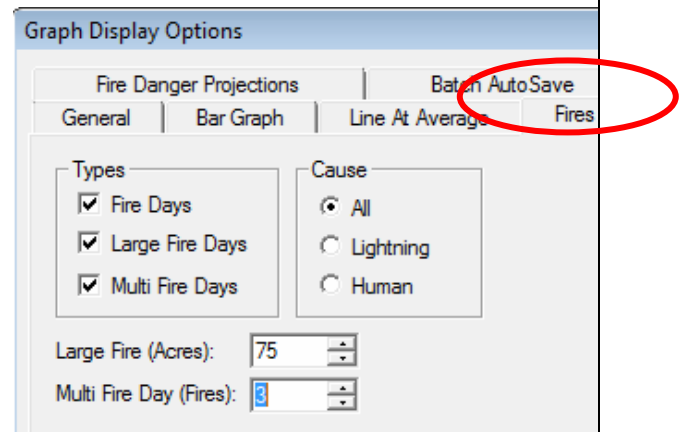 Graph Display Options
Fire Danger Projections
Batch AutoSave
General
Bar Graph
Line At Average
Fires
Types
Cause
Fire Days
All
Large Fire Days
Lightning
Multi Fire Days
Human
Large Fire (Acres): 75
Multi Fire Day (Fires): 3